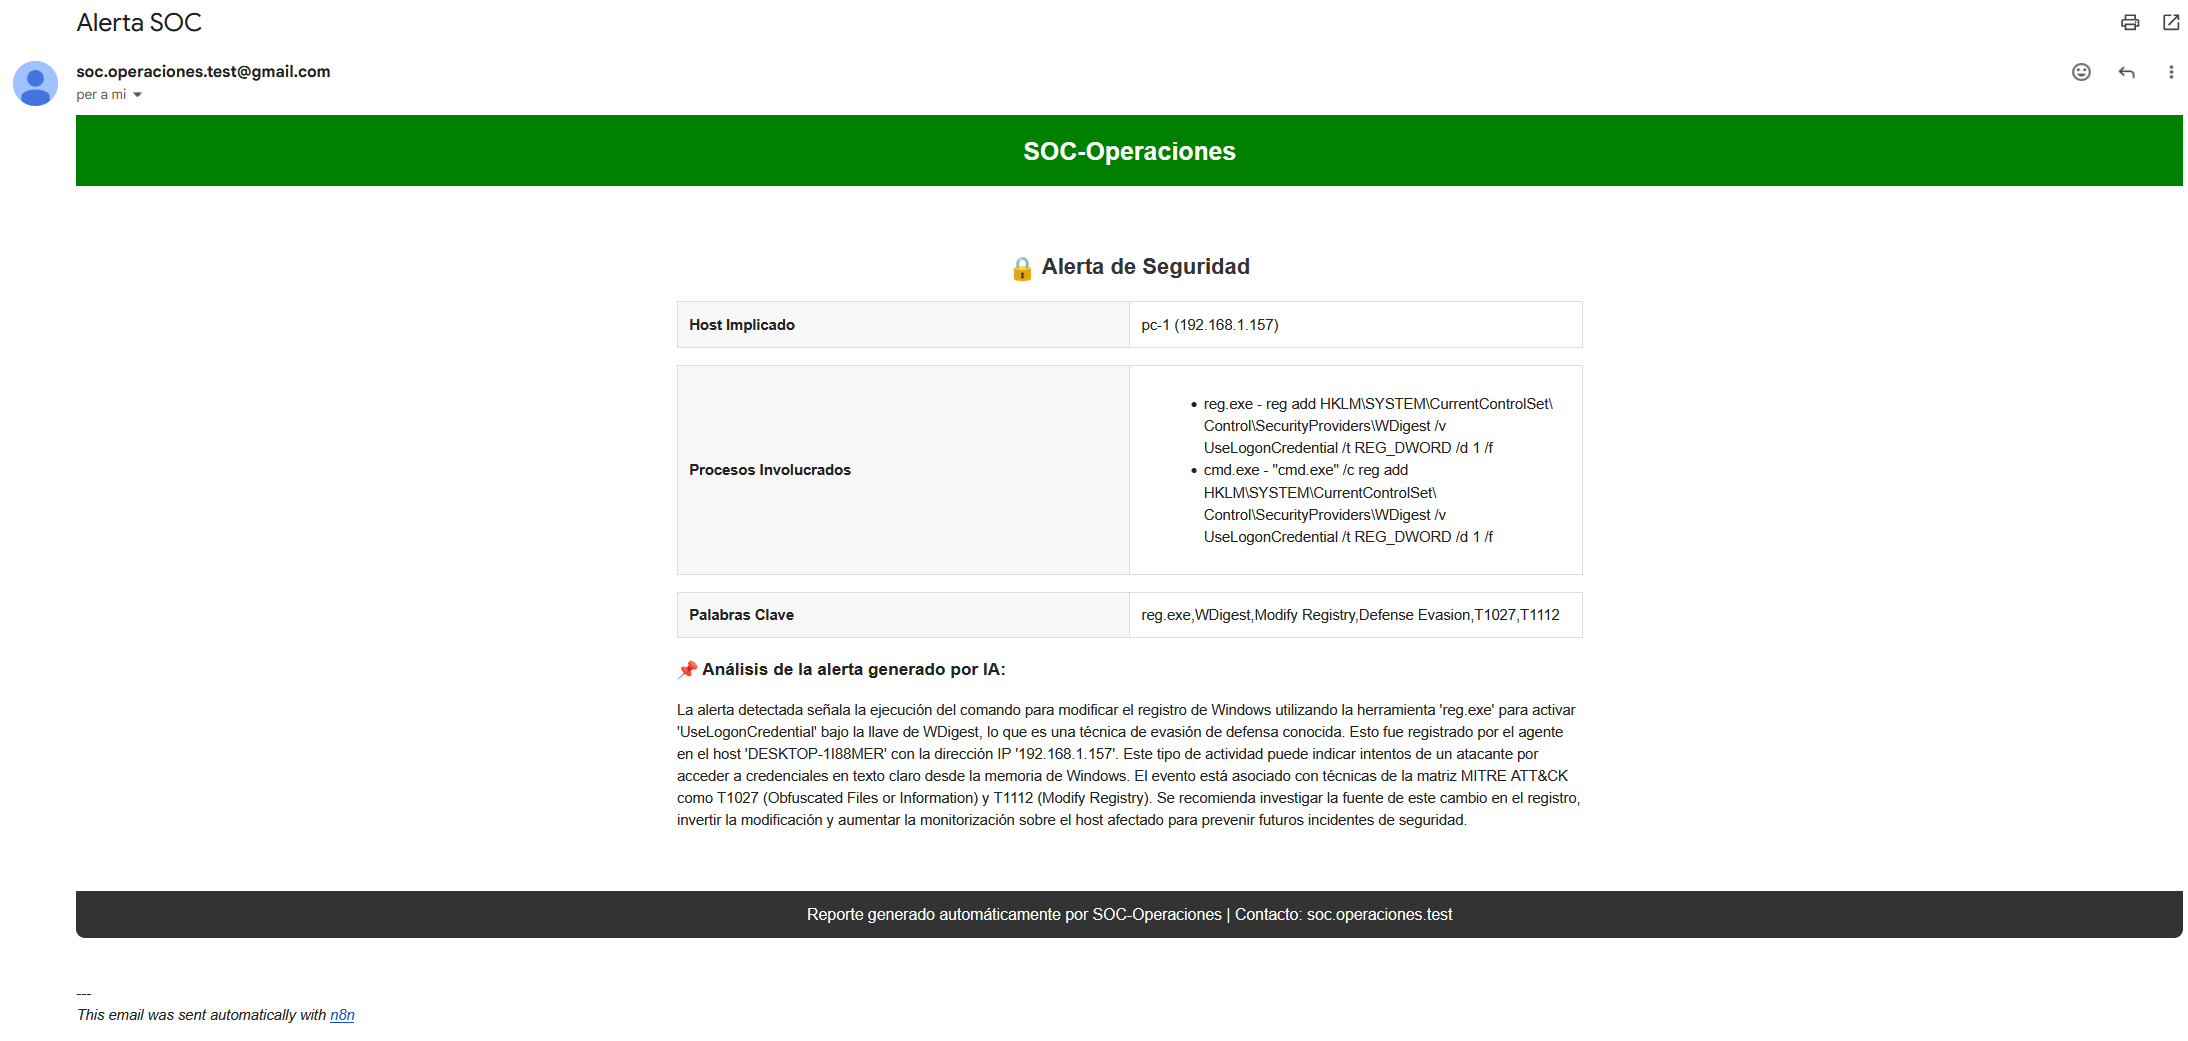 Alerta SOC
soc.operaciones.test@gmail.com
per a mi
SOC-Operaciones
Alerta de Seguridad
Host Implicado
pc-1 (192.168.1.157)
Procesos Involucrados
reg.exe - reg add HKLM\SYSTEM\CurrentControlSet\
Control\SecurityProviders\WDigest /v
UseLogonCredential /t REG_DWORD /d 1 /f
cmd.exe - "cmd.exe" /c reg add
HKLM\SYSTEM\CurrentControlSet\
Control\SecurityProviders\WDigest /v
UseLogonCredential /t REG_DWORD /d 1 /f
Palabras Clave
reg.exe,WDigest,Modify Registry,Defense Evasion,T1027,T1112
Análisis de la alerta generado por IA:
La alerta detectada señala la ejecución del comando para modificar el registro de Windows utilizando la herramienta 'reg.exe' para activar
'UseLogonCredential' bajo la llave de WDigest, lo que es una técnica de evasión de defensa conocida. Esto fue registrado por el agente
en el host 'DESKTOP-1I88MER' con la dirección IP '192.168.1.157'. Este tipo de actividad puede indicar intentos de un atacante por
acceder a credenciales en texto claro desde la memoria de Windows. El evento está asociado con técnicas de la matriz MITRE ATT&CK
como T1027 (Obfuscated Files or Information) y T1112 (Modify Registry). Se recomienda investigar la fuente de este cambio en el registro,
invertir la modificación y aumentar la monitorización sobre el host afectado para prevenir futuros incidentes de seguridad.
Reporte generado automáticamente por SOC-Operaciones | Contacto: soc.operaciones.test
---
This email was sent automatically with n8n